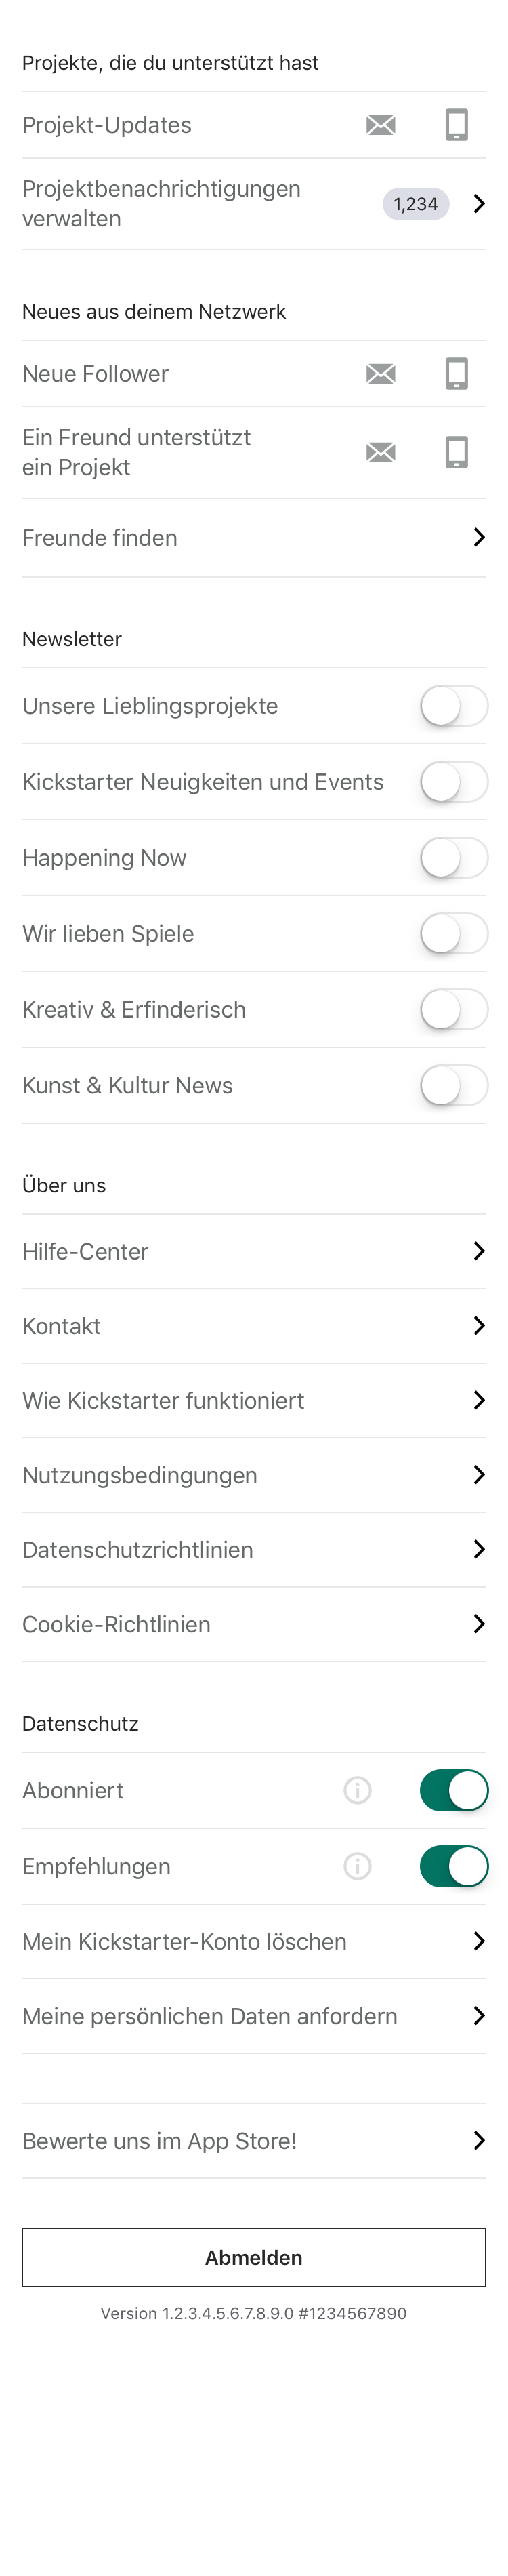 Projekte, die du unterstützt hast
Projekt-Updates
Projektbenachrichtigungen
verwalten
1,234
Neues aus deinem Netzwerk
Neue Follower
Ein Freund unterstützt
ein Projekt
Freunde finden
Newsletter
Unsere Lieblingsprojekte
Kickstarter Neuigkeiten und Events
Happening Now
Wir lieben Spiele
Kreativ & Erfinderisch
Kunst & Kultur News
Über uns
Hilfe-Center
Kontakt
Wie Kickstarter funktioniert
Nutzungsbedingungen
Datenschutzrichtlinien
Cookie-Richtlinien
Datenschutz
Abonniert
Empfehlungen
Mein Kickstarter-Konto löschen
Meine persönlichen Daten anfordern
Bewerte uns im App Store!
Abmelden
Version 1.2.3.4.5.6.7.8.9.0 #1234567890